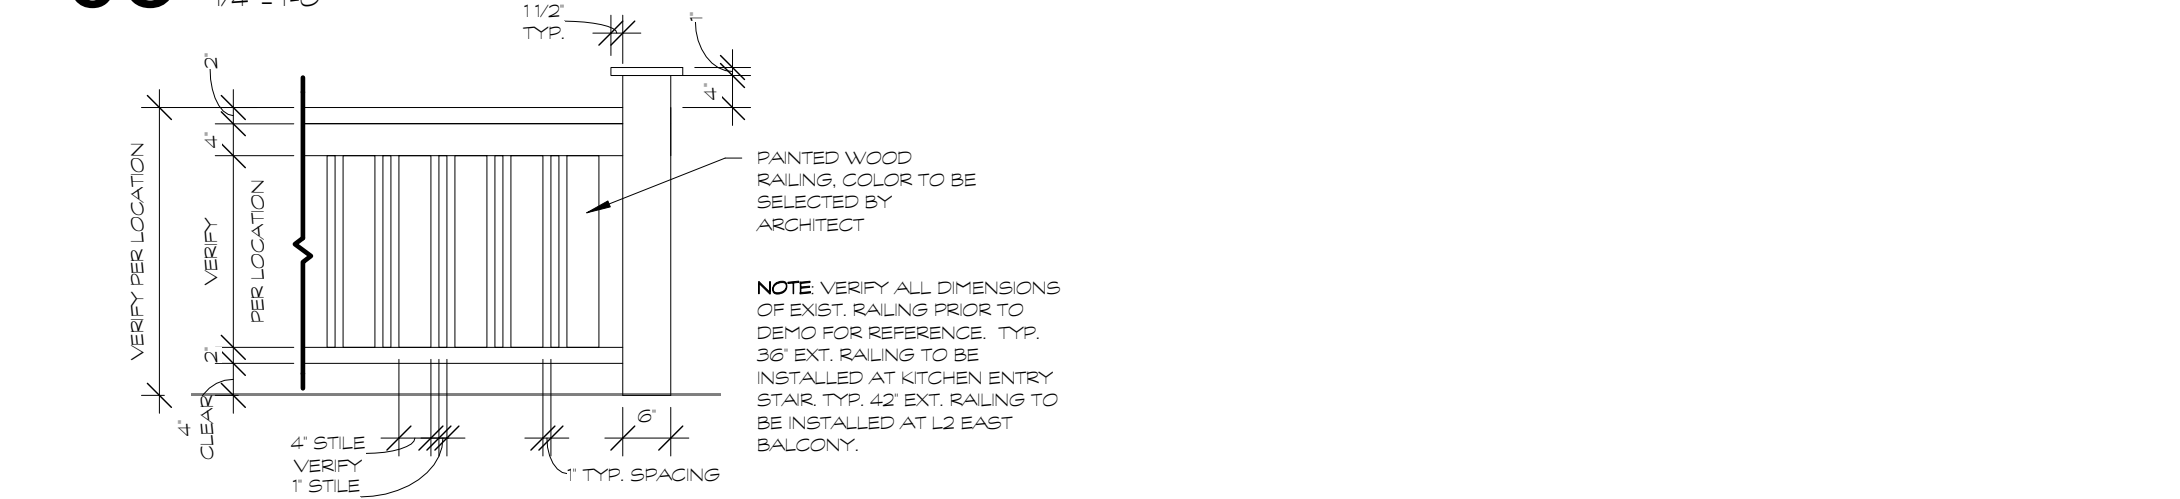 1 1/2"
TYP.
1"
2"
4"
4"
VERIFY PER LOCATION
VERIFY
PER LOCATION
2"
4"
CLEAR
PAINTED WOOD
RAILING, COLOR TO BE
SELECTED BY
ARCHITECT
NOTE: VERIFY ALL DIMENSIONS
OF EXIST. RAILING PRIOR TO
DEMO FOR REFERENCE. TYP.
36" EXT. RAILING TO BE
INSTALLED AT KITCHEN ENTRY
STAIR. TYP. 42" EXT. RAILING TO
BE INSTALLED AT L2 EAST
BALCONY.
6"
4" STILE
VERIFY
1" STILE
1" TYP. SPACING